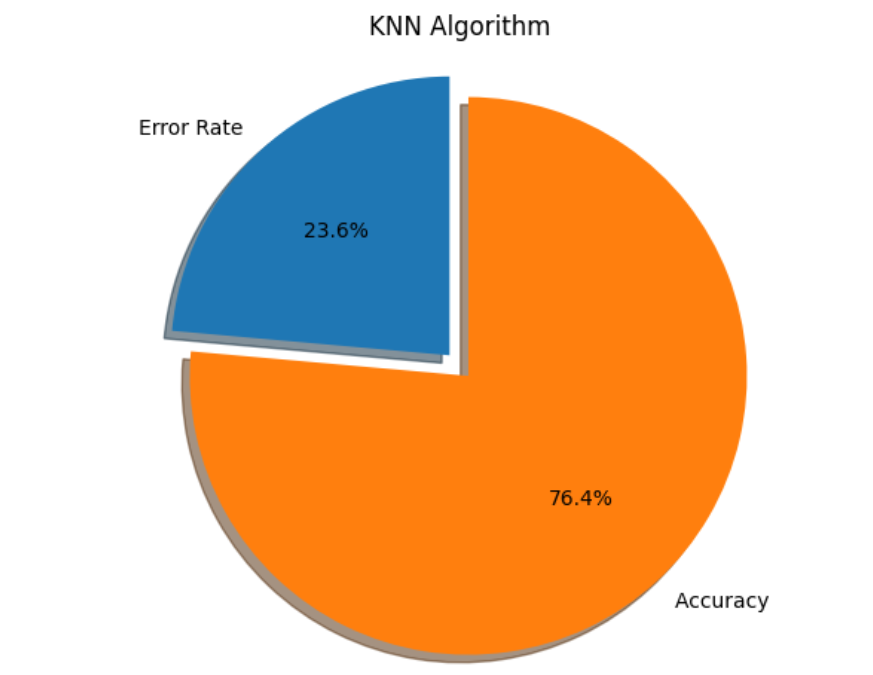 KNN Algorithm
Error Rate
23.6%
76.4%
Accuracy